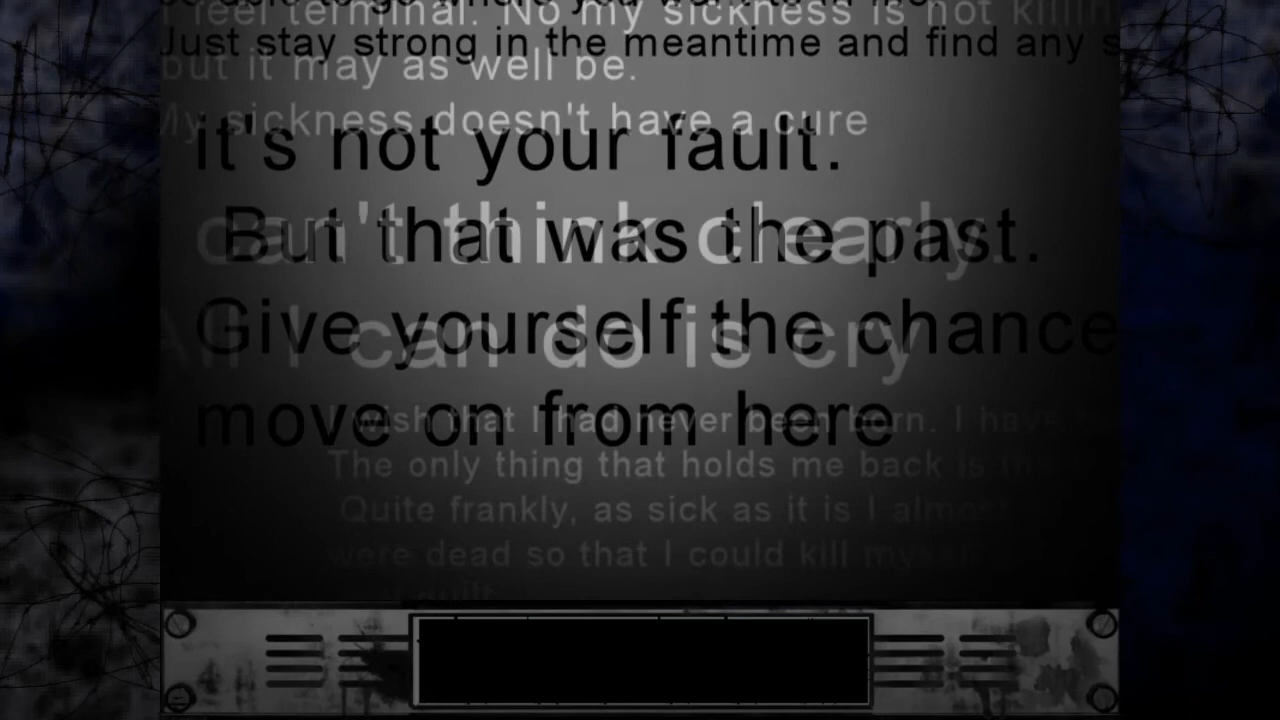 feel terminal. No my sickness is not killin
Just stay strong in the meantime and find any s
but it may as well be.
My sickness doesn't have a cure
it's not your fault.
can't think clearly.
But that was the past.
Give yourself the chance
All I can do is cry
move on from here
I wish that I had never been born. I have
The only thing that holds me back is
Quite frankly, as sick as it is I almost
were dead so that I could kill myself
guilt